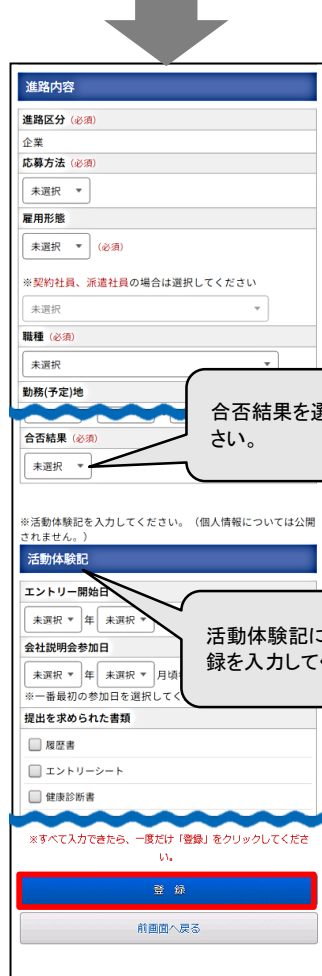 進路内容
進路区分 (必須)
企業
応募方法 (必須)
未選択
雇用形態
未選択 (必須)
※契約社員、派遣社員の場合は選択してください
未選択
職種 (必須)
未選択
勤務(予定)地
合否結果を
さい。
合否結果 (必須)
未選択
※活動体験記を入力してください。（個人情報については公開
されません。）
活動体験記
エントリー開始日
未選択 年 未選択
活動体験記に
録を入力して
会社説明会参加日
未選択 年 未選択 月頃
※一番最初の参加日を選択して
提出を求められた書類
履歴書
エントリーシート
健康診断書
※すべて入力できたら、一度だけ「登録」をクリックしてくださ
い。
登 録
前画面へ戻る